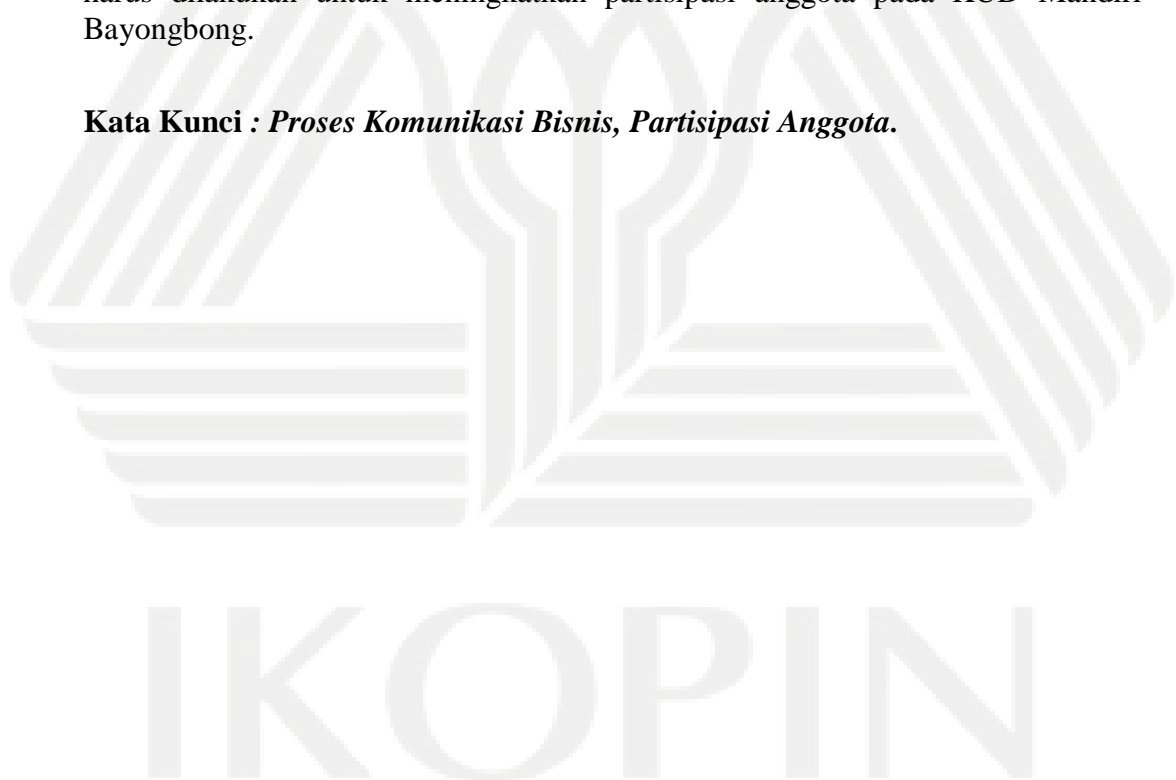 harus dilakukan untuk meningkatkan partisipasi anggota pada KUD Mandiri
Bayongbong.
Kata Kunci : Proses Komunikasi Bisnis, Partisipasi Anggota.
IKOPIN